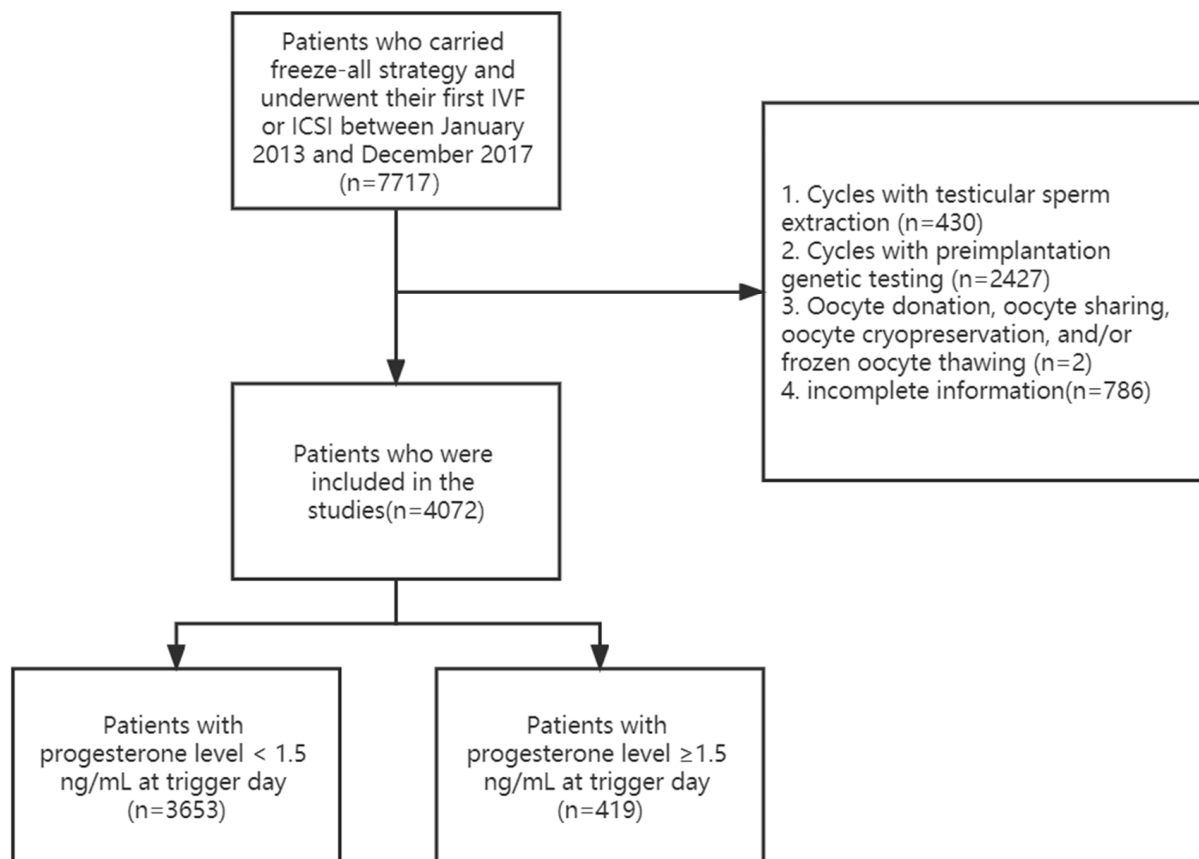 Patients who carried
freeze-all strategy and
underwent their first IVF
or ICSI between January
2013 and December 2017
(n=7717)
1. Cycles with testicular sperm
extraction (n=430)
2. Cycles with preimplantation
genetic testing (n=2427)
3. Oocyte donation, oocyte sharing,
oocyte cryopreservation, and/or
frozen oocyte thawing (n=2)
4. incomplete information(n=786)
Patients who were
included in the
studies(n=4072)
Patients with
progesterone level < 1.5
ng/mL at trigger day
(n=3653)
Patients with
progesterone level ≥1.5
ng/mL at trigger day
(n=419)